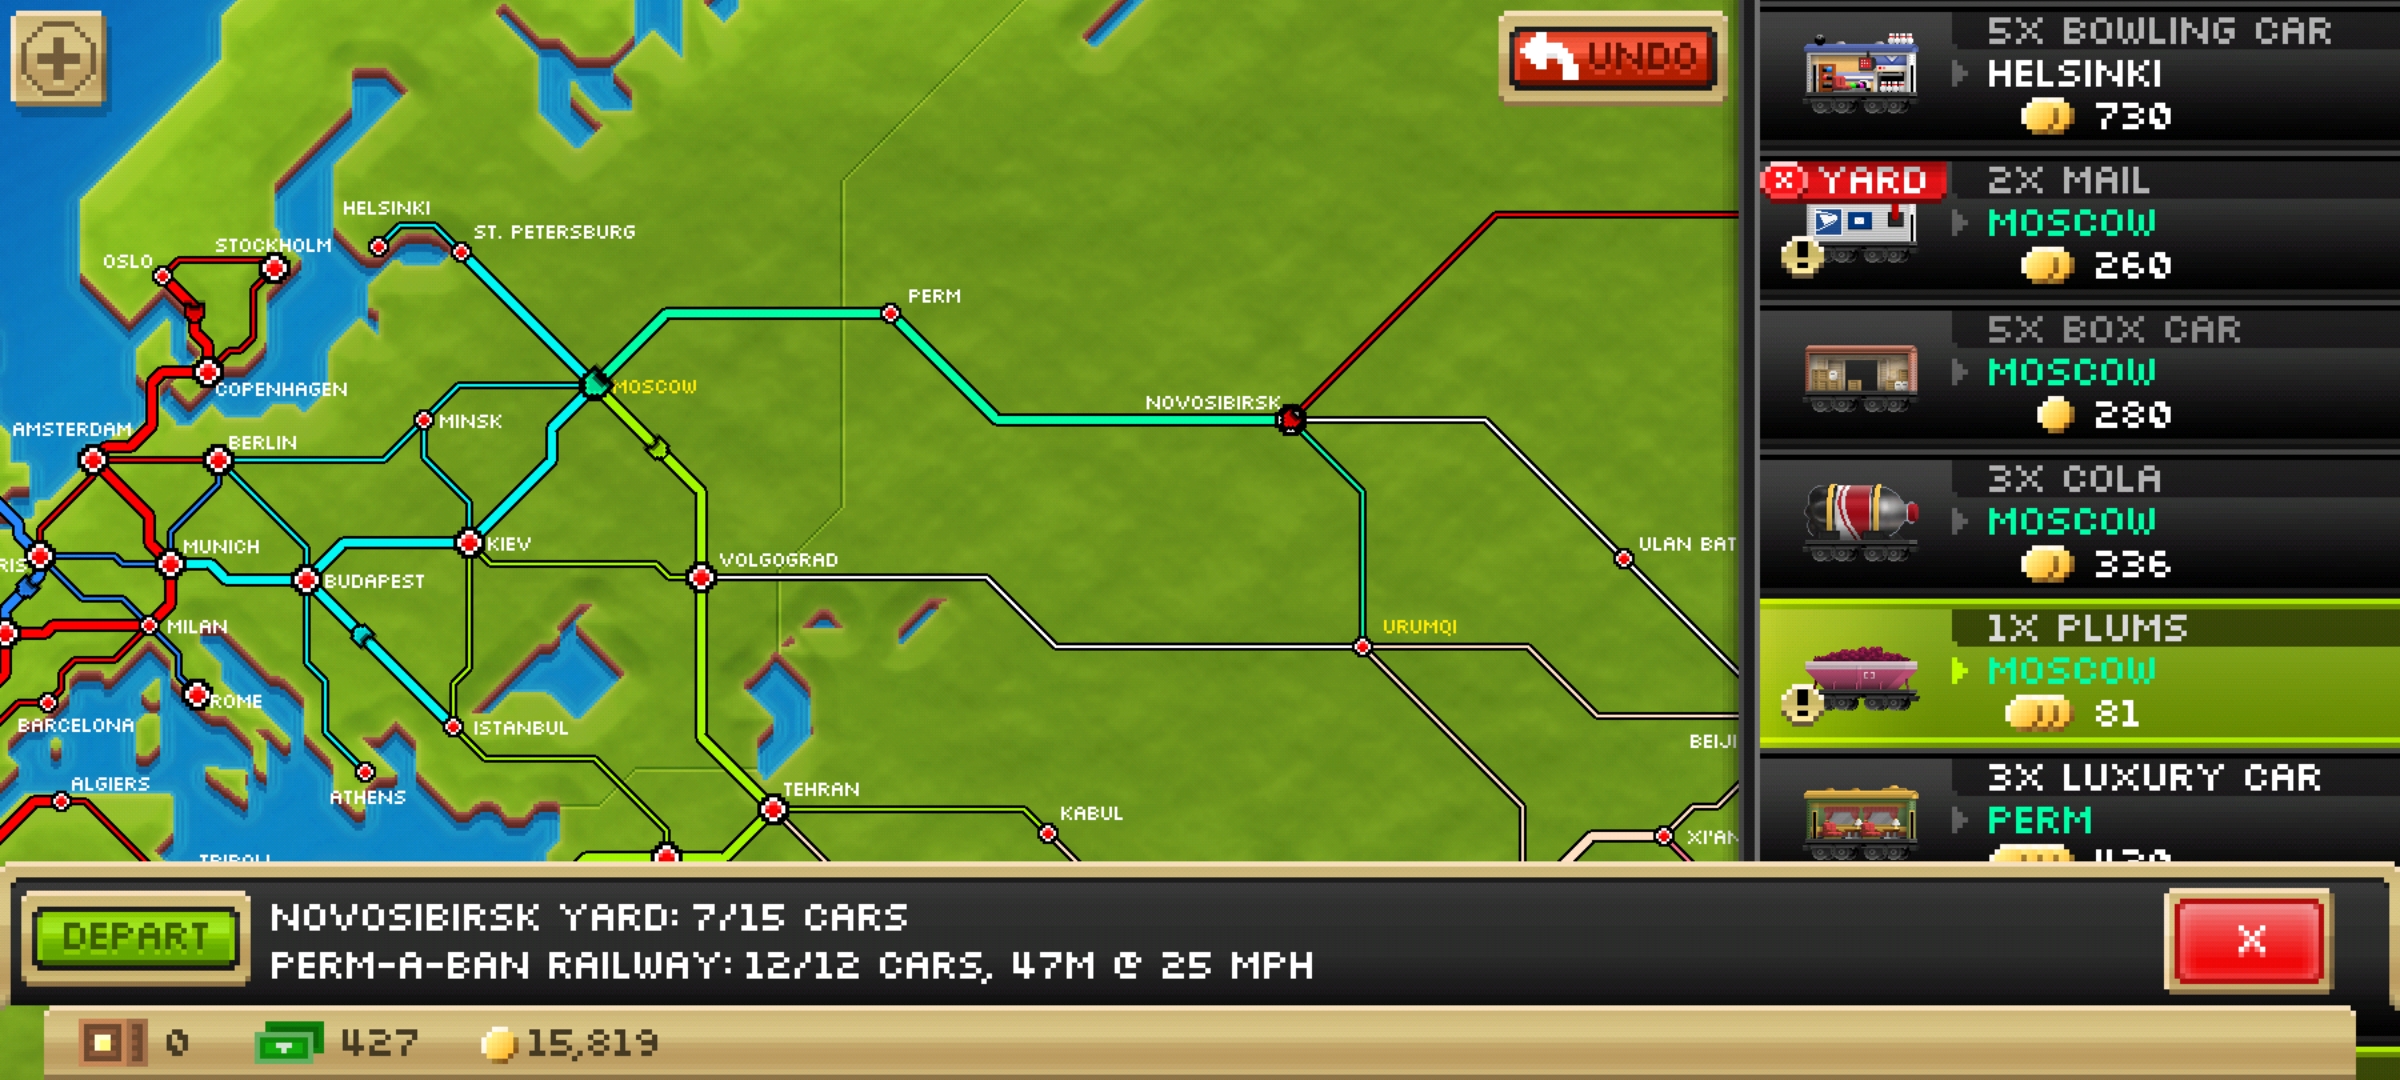 UNDO
HELSINKI
ST. PETERSBURG
STOCKHOLM
OSLO
PERM
MOSCOW
COPENHAGEN
NOVOSIBIRSK
AMSTERDAM
BERLIN
MINSK
MUNICH
KIEV
ULAN BAT
VOLGOGRAD
RIS
BUDAPEST
MILAN
URUMQI
ROME
BARCELONA
ISTANBUL
BEIJI
ALGIERS
ATHENS
TEHRAN
KABUL
XI'AN
TRIPOLI
5X BOWLING CAR
HELSINKI
730
YARD
2X MAIL
MOSCOW
260
5X BOX CAR
MOSCOW
280
3X COLA
MOSCOW
336
1X PLUMS
MOSCOW
81
3X LUXURY CAR
PERM
420
DEPART
NOVOSIBIRSK YARD: 7/15 CARS
PERM-A-BAN RAILWAY: 12/12 CARS, 47M @ 25 MPH
X
0
427
15,819